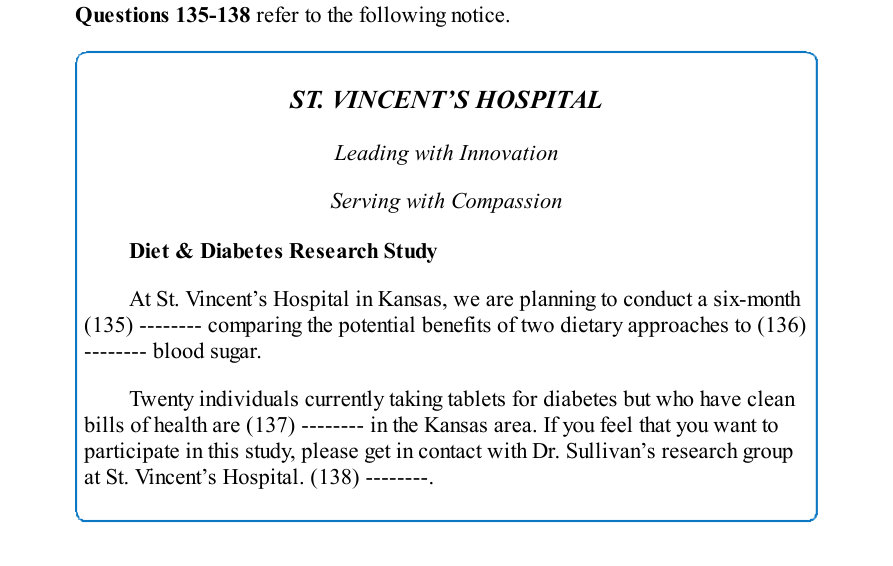 Questions 135-138 refer to the following notice.
ST. VINCENT’S HOSPITAL
Leading with Innovation
Serving with Compassion
Diet & Diabetes Research Study
At St. Vincent’s Hospital in Kansas, we are planning to conduct a six-month
(135) -------- comparing the potential benefits of two dietary approaches to (136)
-------- blood sugar.
Twenty individuals currently taking tablets for diabetes but who have clean
bills of health are (137) -------- in the Kansas area. If you feel that you want to
participate in this study, please get in contact with Dr. Sullivan’s research group
at St. Vincent’s Hospital. (138) --------.